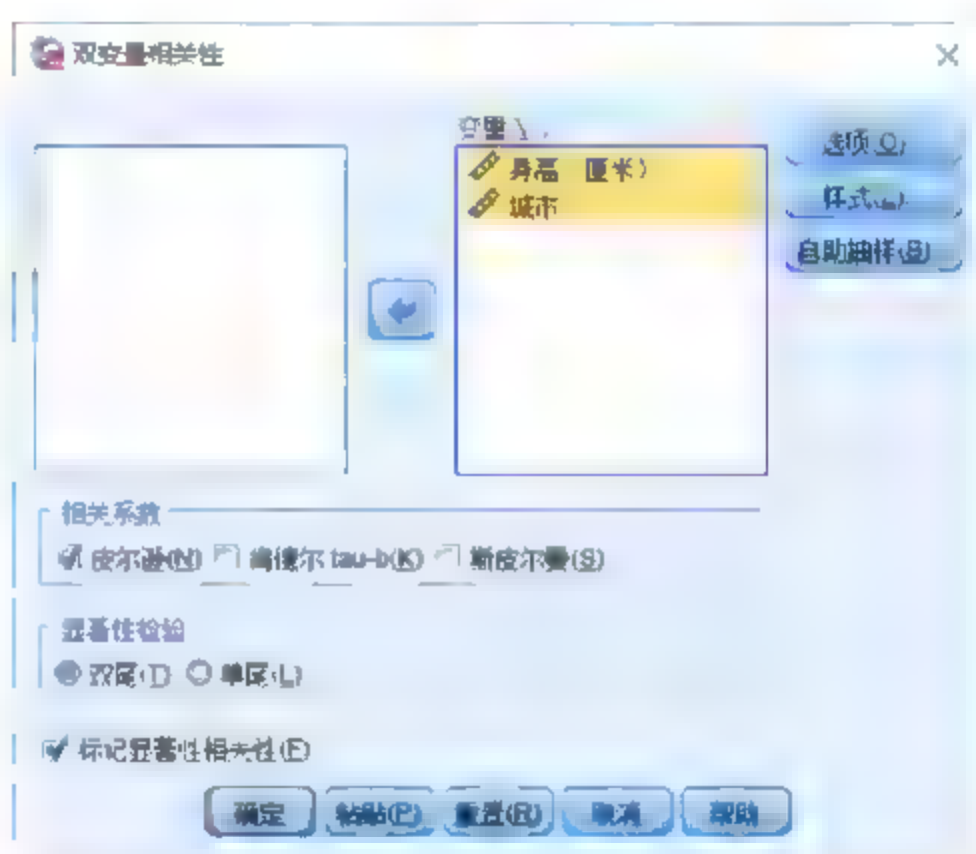 双变量相关性
变量
选项(O)
身高 厘米)
样式(L)
城市
自助抽样(B)
相关系数
皮尔逊(N) 肯德尔 tau-b(K) 斯皮尔曼(S)
显著性检验
双尾(T) 单尾(L)
标记显著性相关性(F)
确定 粘贴(P) 重置(R) 取消 帮助